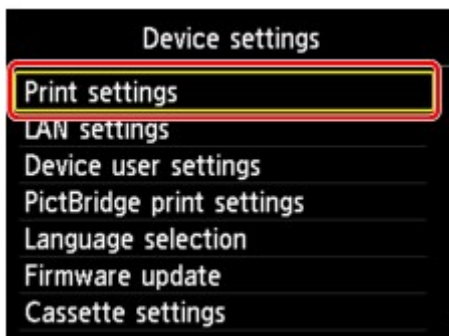 Device settings
Print settings
LAN settings
Device user settings
PictBridge print settings
Language selection
Firmware update
Cassette settings